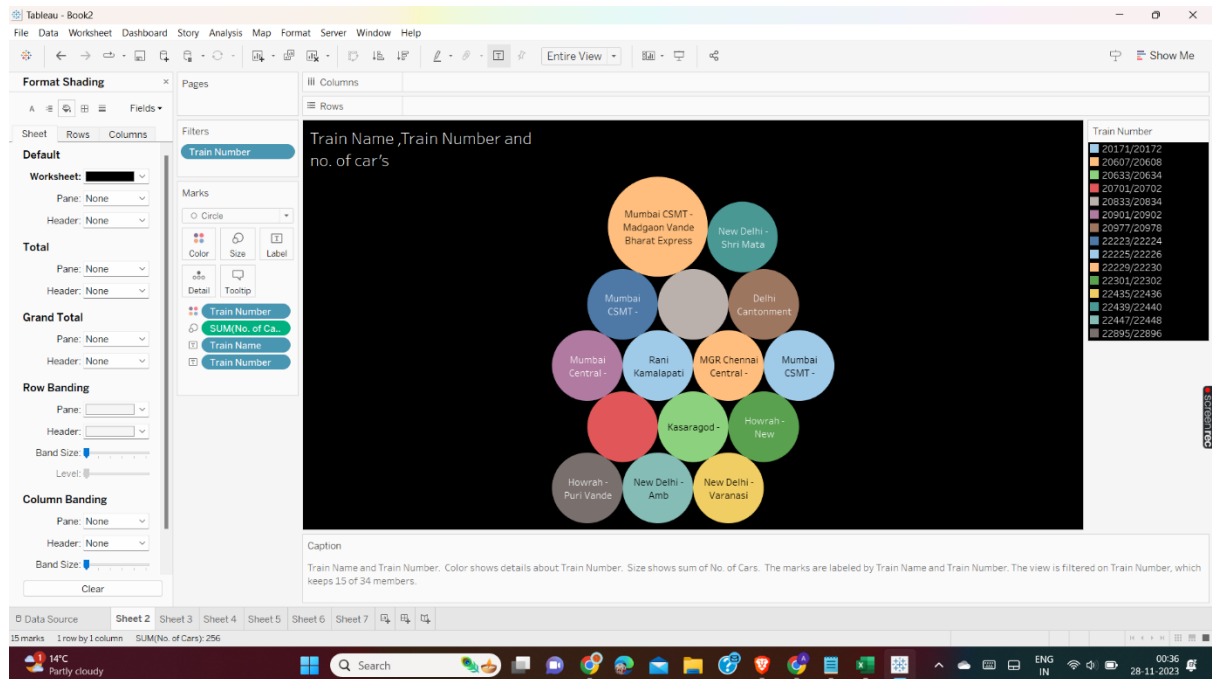 Tableau - Book2
File Data Worksheet Dashboard Story Analysis Map Format Server Window Help
Entire View
Show Me
Format Shading
Fields
Sheet Rows Columns
Default
Worksheet:
Pane: None
Header: None
Total
Pane: None
Header: None
Grand Total
Pane: None
Header: None
Row Banding
Pane:
Header:
Band Size:
Level:
Column Banding
Pane: None
Header: None
Band Size:
Clear
Pages
Filters
Train Number
Marks
Circle
Color Size Label
Detail Tooltip
Train Number
SUM(No. of Ca..
Train Name
Train Number
Columns
Rows
Train Name ,Train Number and
no. of car's
Mumbai CSMT -
Madgaon Vande
Bharat Express
New Delhi -
Shri Mata
Mumbai
CSMT -
Delhi
Cantonment
Mumbai
Central -
Rani
Kamalapati
MGR Chennai
Central -
Mumbai
CSMT -
Kasaragod -
Howrah -
New
Howrah -
Puri Vande
New Delhi -
Amb
New Delhi -
Varanasi
Train Number
20171/20172
20607/20608
20633/20634
20701/20702
20833/20834
20901/20902
20977/20978
22223/22224
22225/22226
22229/22230
22301/22302
22435/22436
22439/22440
22447/22448
22895/22896
screenrec
Caption
Train Name and Train Number. Color shows details about Train Number. Size shows sum of No. of Cars. The marks are labeled by Train Name and Train Number. The view is filtered on Train Number, which
keeps 15 of 34 members.
Data Source Sheet 2 Sheet 3 Sheet 4 Sheet 5 Sheet 6 Sheet 7
15 marks 1 row by 1 column SUM(No. of Cars): 256
1
14°C
Partly cloudy
Search
ENG
IN
00:36
28-11-2023